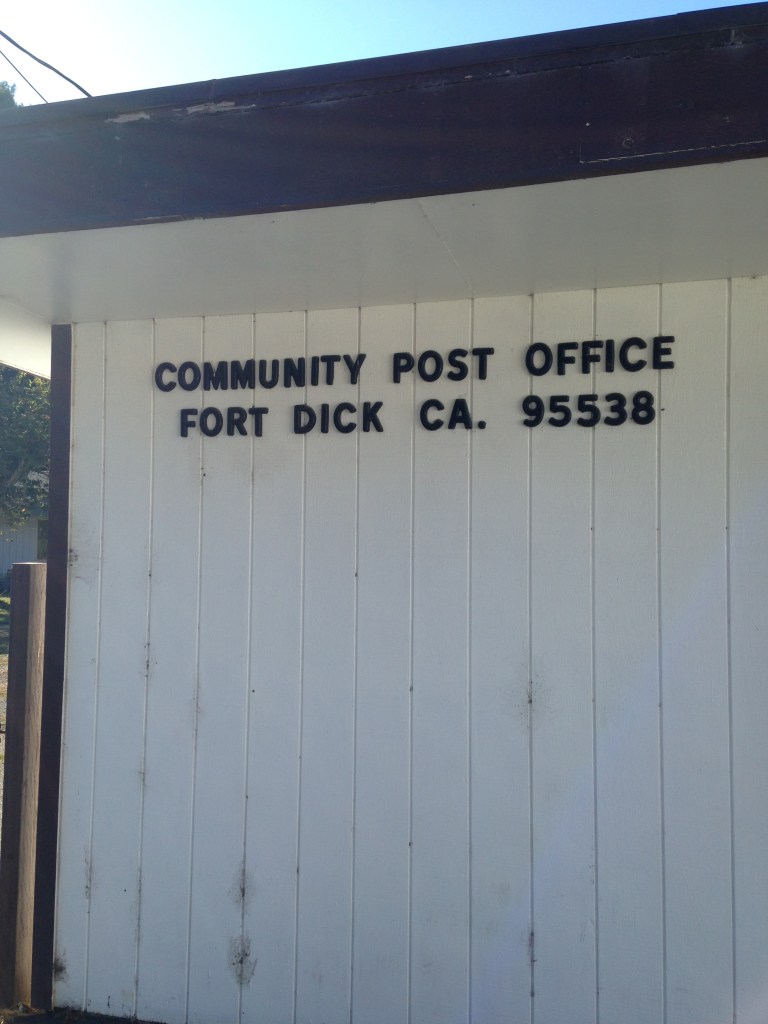 COMMUNITY POST OFFICE
FORT DICK CA. 95538